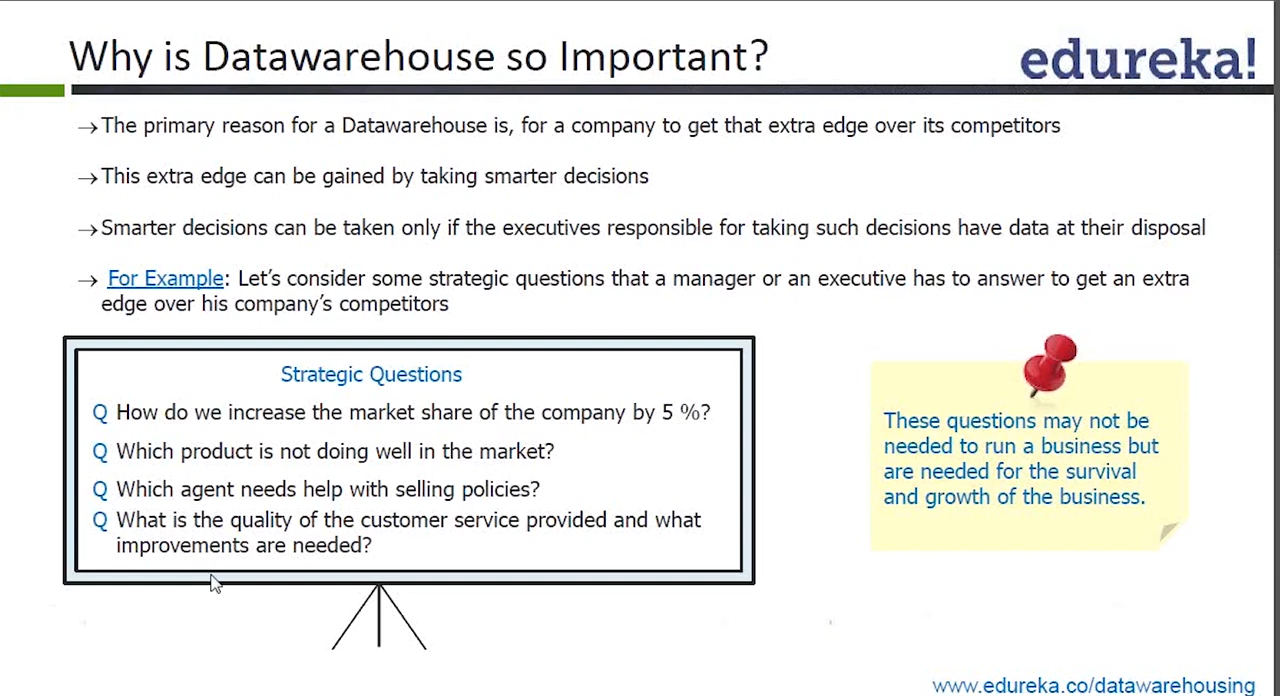 Why is Datawarehouse so Important?
edureka!
→The primary reason for a Datawarehouse is, for a company to get that extra edge over its competitors
→This extra edge can be gained by taking smarter decisions
→Smarter decisions can be taken only if the executives responsible for taking such decisions have data at their disposal
→ For Example: Let's consider some strategic questions that a manager or an executive has to answer to get an extra
edge over his company's competitors
Strategic Questions
Q How do we increase the market share of the company by 5 %?
Q Which product is not doing well in the market?
Q Which agent needs help with selling policies?
Q What is the quality of the customer service provided and what
improvements are needed?
These questions may not be
needed to run a business but
are needed for the survival
and growth of the business.
www.edureka.co/datawarehousing